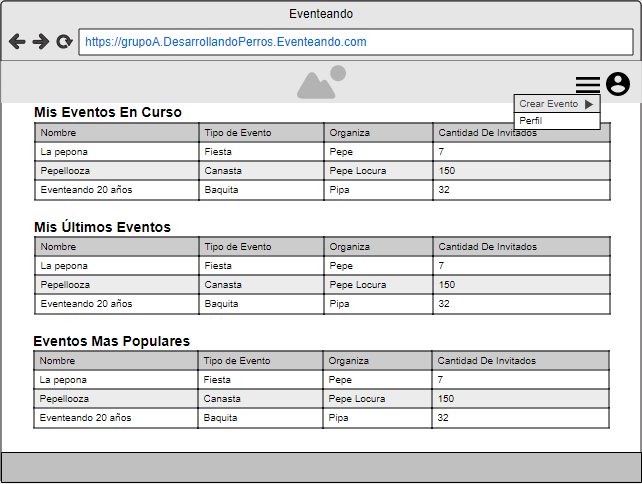 Eventeando
https://grupoA.DesarrollandoPerros.Eventeando.com
Crear Evento
Perfil
Mis Eventos En Curso
Nombre Tipo de Evento Organiza Cantidad De Invitados
La pepona Fiesta Pepe 7
Pepellooza Canasta Pepe Locura 150
Eventeando 20 años Baquita Pipa 32
Mis Últimos Eventos
Nombre Tipo de Evento Organiza Cantidad De Invitados
La pepona Fiesta Pepe 7
Pepellooza Canasta Pepe Locura 150
Eventeando 20 años Baquita Pipa 32
Eventos Mas Populares
Nombre Tipo de Evento Organiza Cantidad De Invitados
La pepona Fiesta Pepe 7
Pepellooza Canasta Pepe Locura 150
Eventeando 20 años Baquita Pipa 32